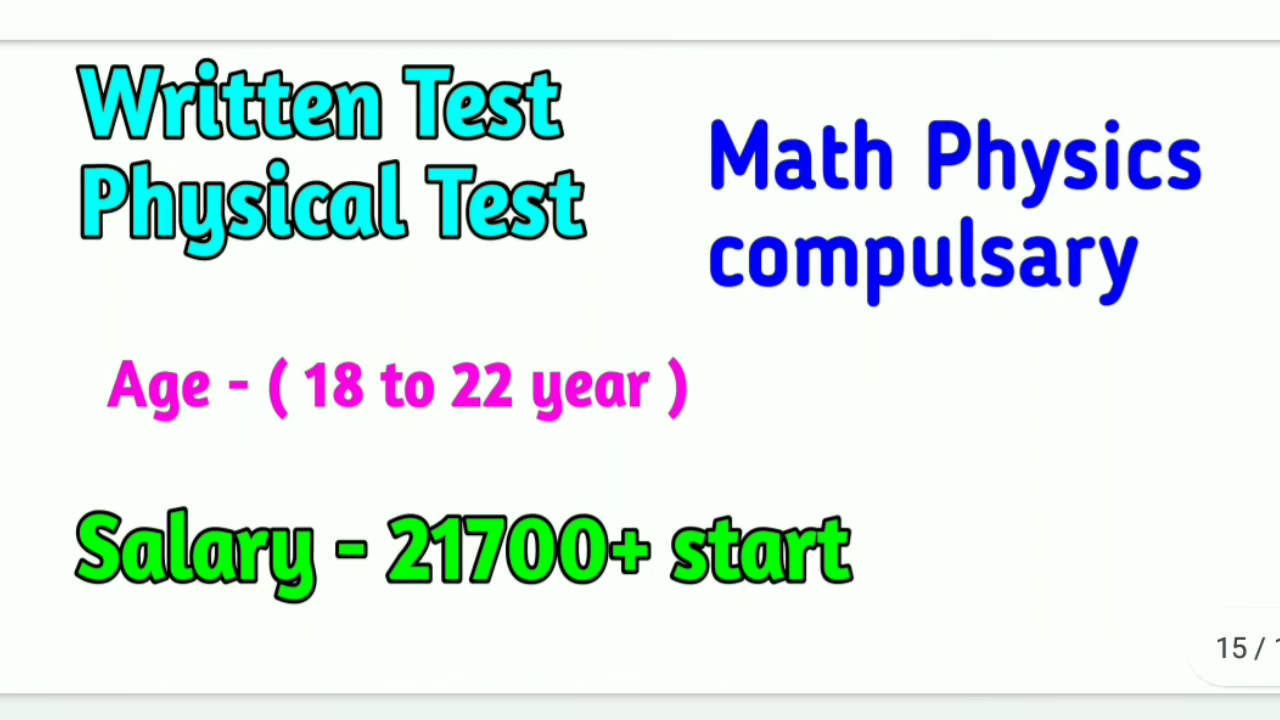 Written Test
Physical Test
Math Physics
compulsary
Age - ( 18 to 22 year )
Salary - 21700+ start
15 /